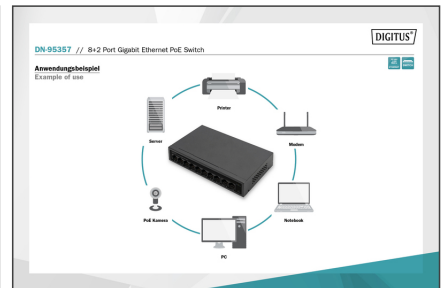 DIGITUS®
DN-95357 // 8+2 Port Gigabit Ethernet PoE Switch
Anwendungsbeispiel
Example of use
Printer
Server
Modem
PoE Kamera
Notebook
PC